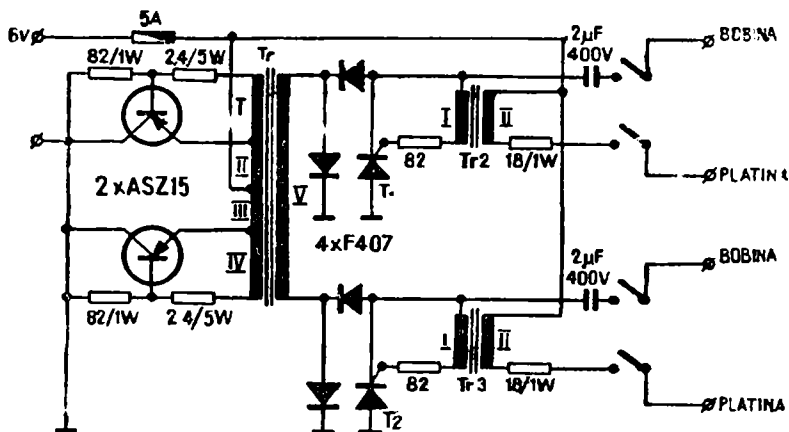 5A
6V
82/1W
2,4/5W
Tr
2µF
400V
BOBINA
I
II
III
IV
V
2xASZ15
82
T1
Tr2
I
II
18/1W
PLATINA
4xF407
2µF
400V
BOBINA
82/1W
2.4/5W
82
T2
Tr3
I
II
18/1W
PLATINA